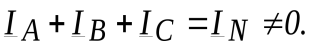 I_A + I_B + I_C = I_N ≠ 0.